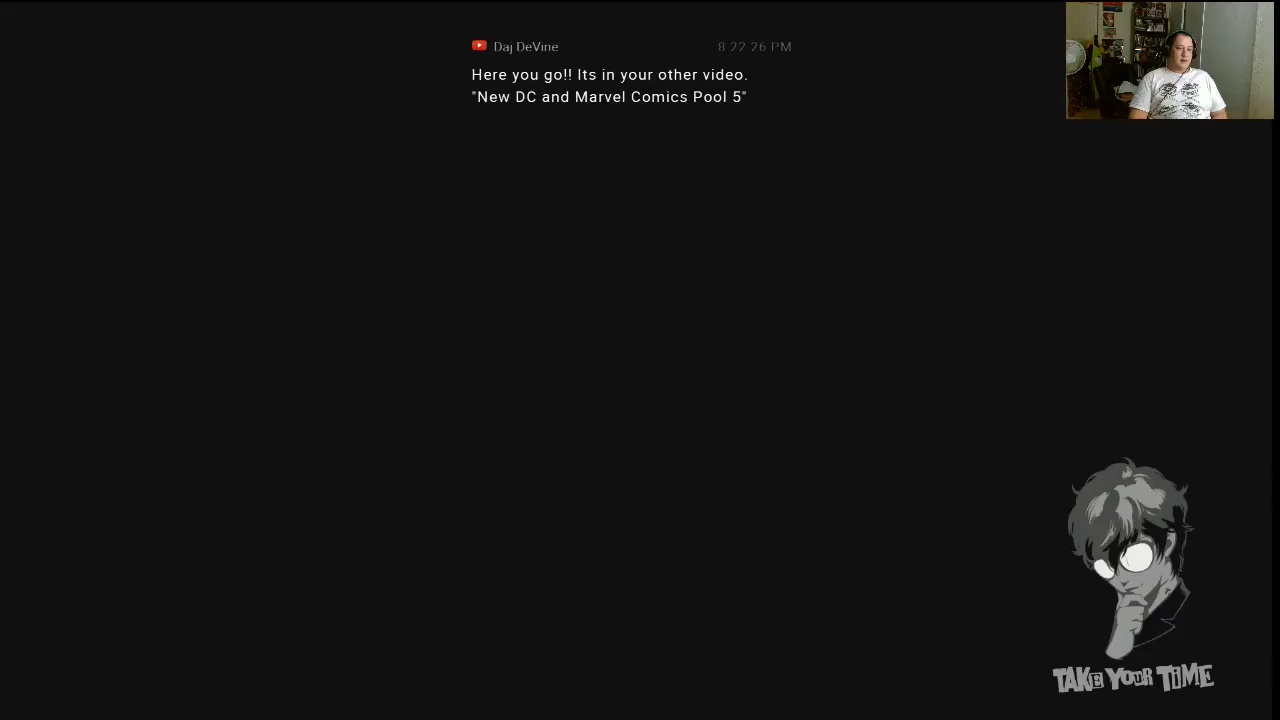 Daj DeVine 8 22 26 PM
Here you go!! Its in your other video.
"New DC and Marvel Comics Pool 5"
TAKE YOUR TIME